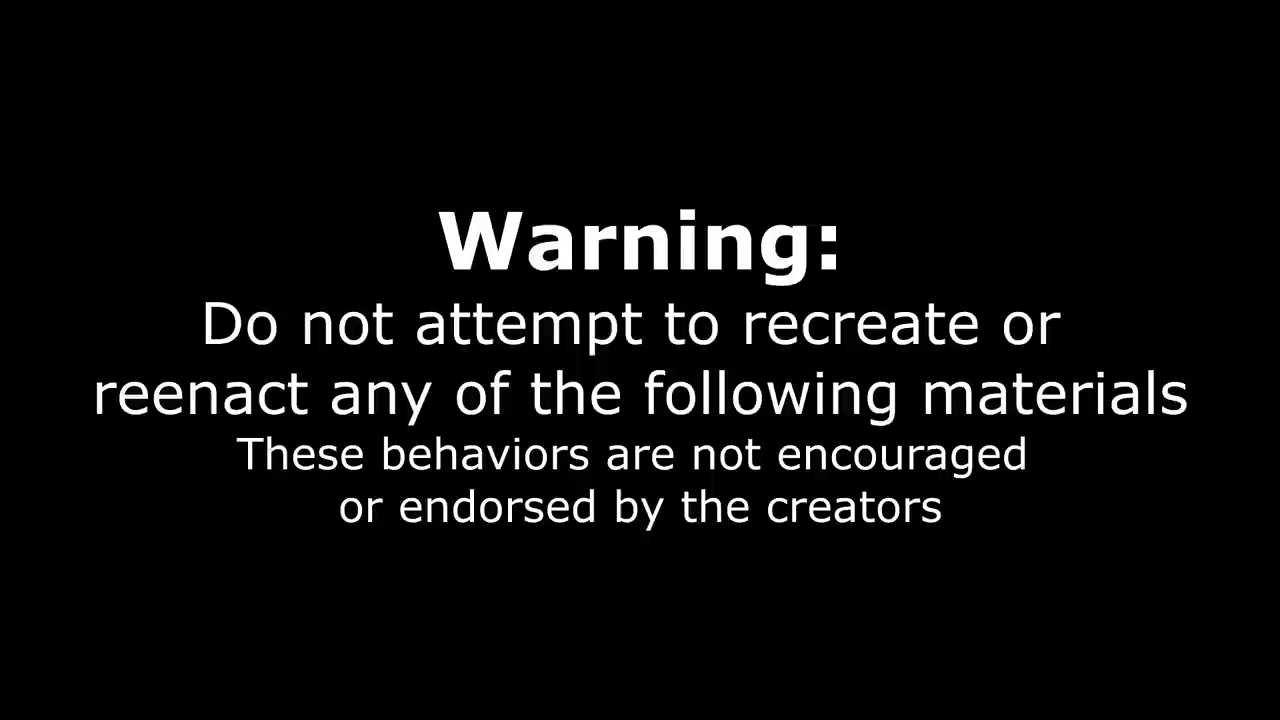 Warning:
Do not attempt to recreate or
reenact any of the following materials
These behaviors are not encouraged
or endorsed by the creators